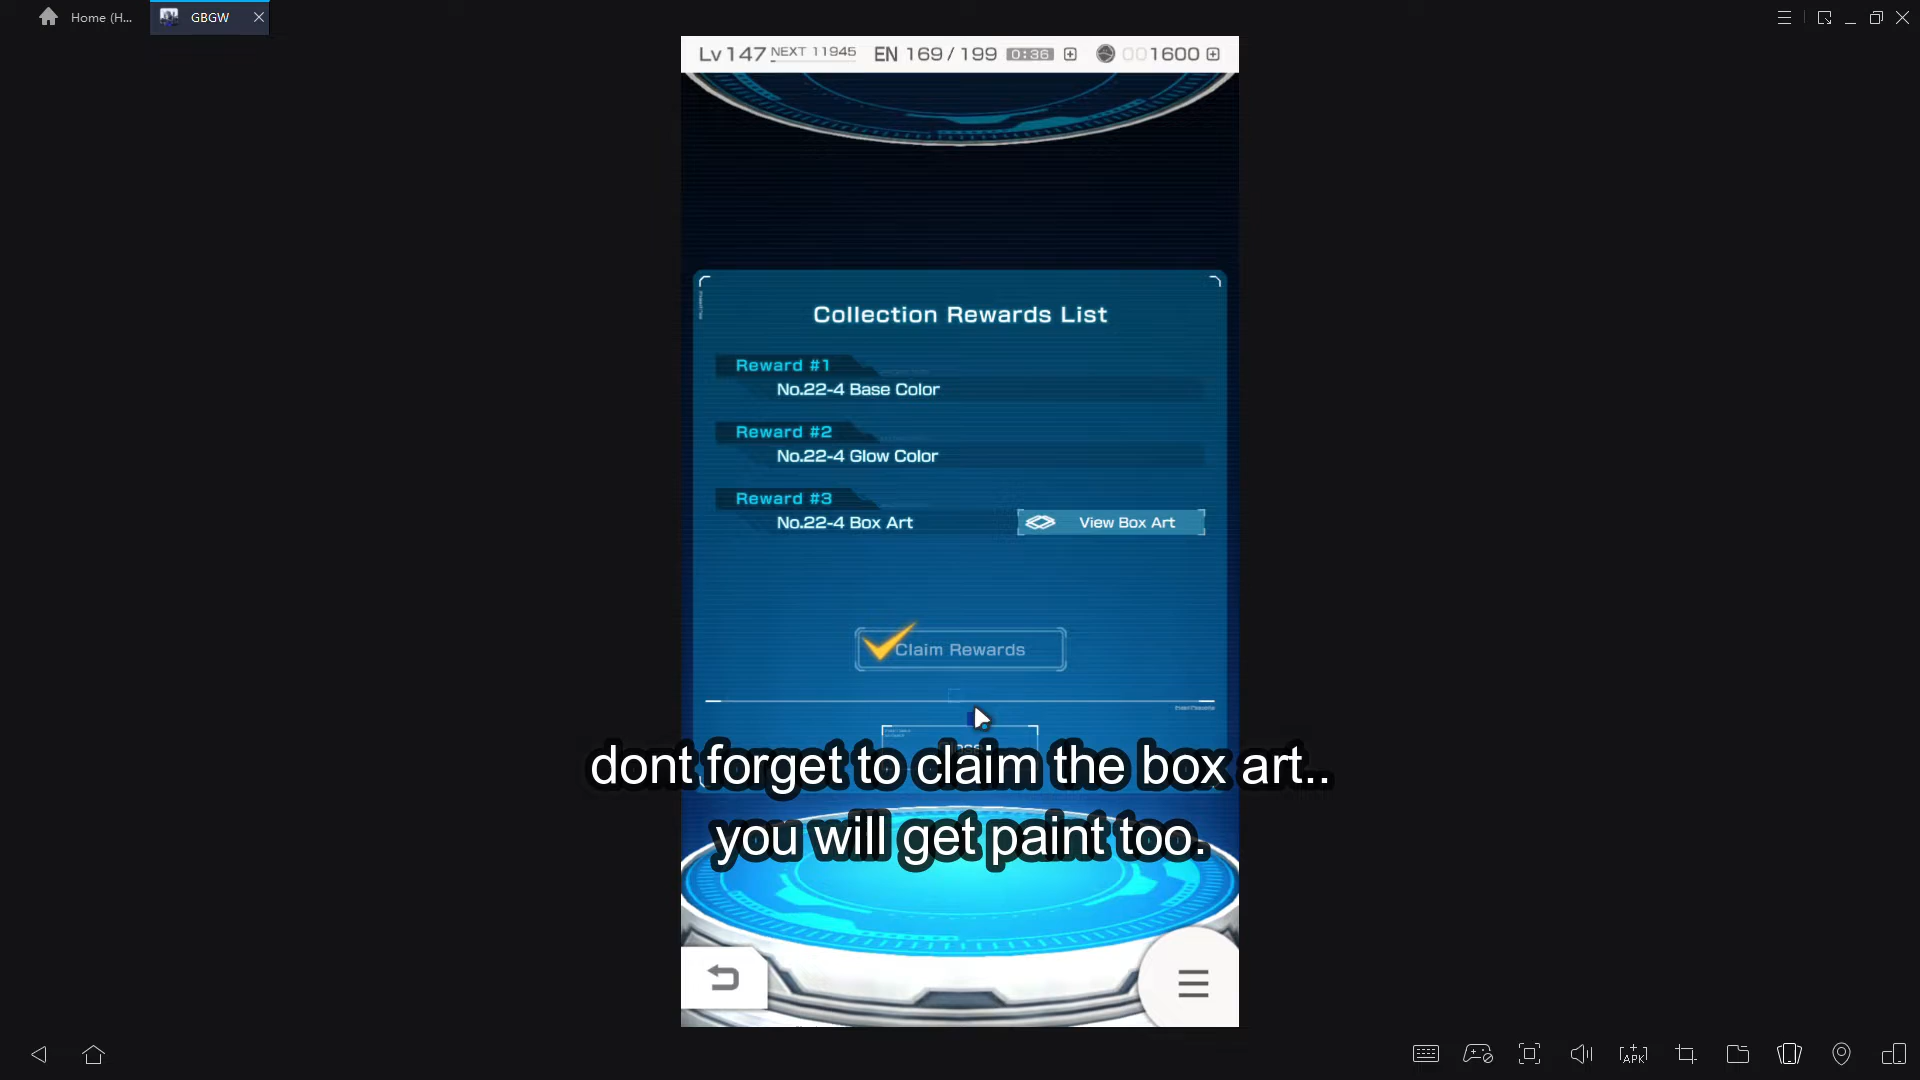 Home (H...
GBGW
Lv 147 NEXT 11945 EN 169 / 199 0:36 001600
Collection Rewards List
Reward #1
No.22-4 Base Color
Reward #2
No.22-4 Glow Color
Reward #3
No.22-4 Box Art
View Box Art
Claim Rewards
dont forget to claim the box art..
you will get paint too.
APK